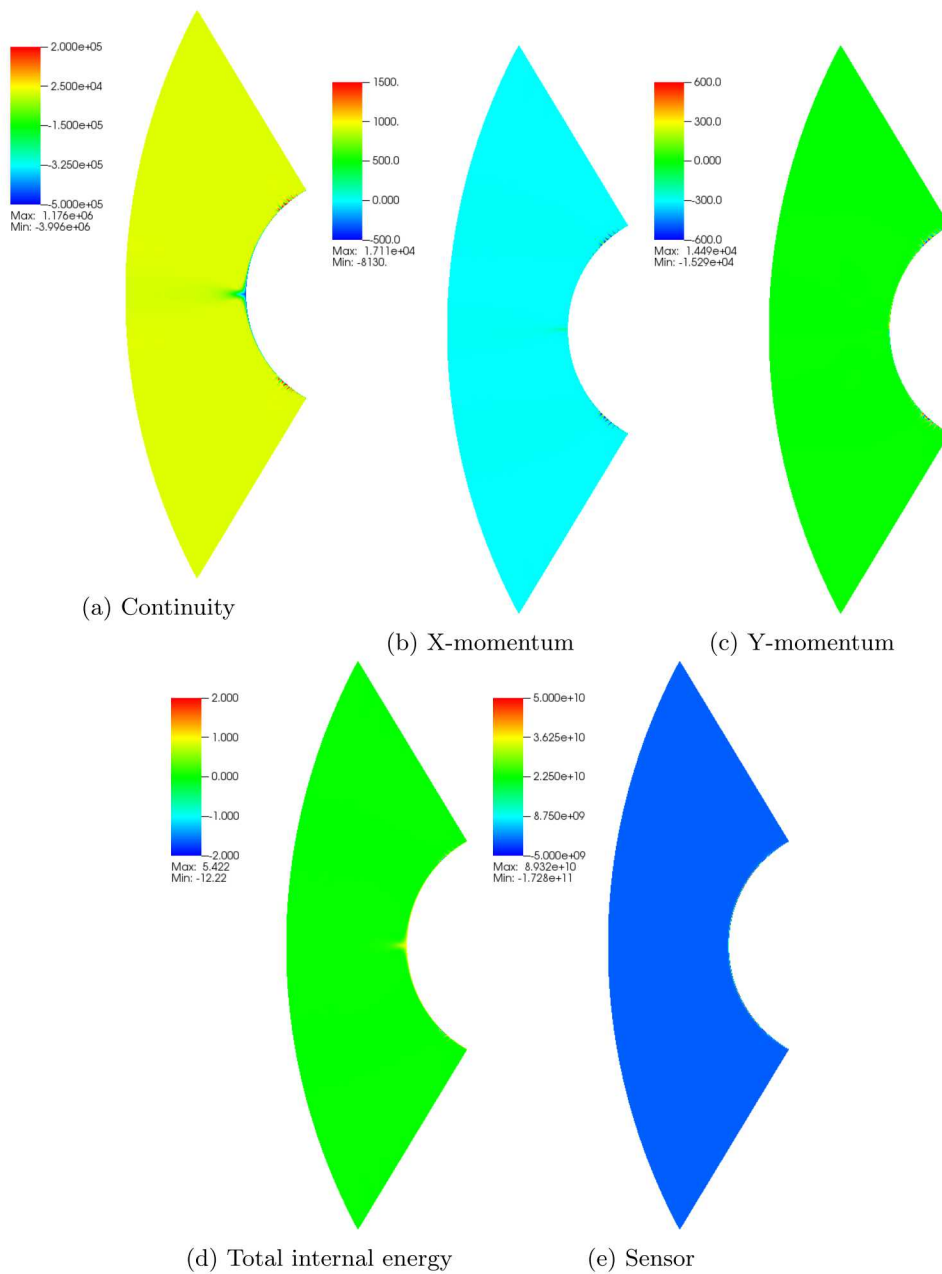 2.000e+05
2.500e+04
-1.500e+05
-3.250e+05
-5.000e+05
Max: 1.176e+06
Min: -3.996e+06
1500.
1000.
500.0
0.000
-500.0
Max: 1.711e+04
Min: -8130.
600.0
300.0
0.000
-300.0
-600.0
Max: 1.449e+04
Min: -1.529e+04
(a) Continuity
(b) X-momentum
(c) Y-momentum
2.000
1.000
0.000
-1.000
-2.000
Max: 5.422
Min: -12.22
5.000e+10
3.625e+10
2.250e+10
8.750e+09
-5.000e+09
Max: 8.932e+10
Min: -1.728e+11
(d) Total internal energy
(e) Sensor